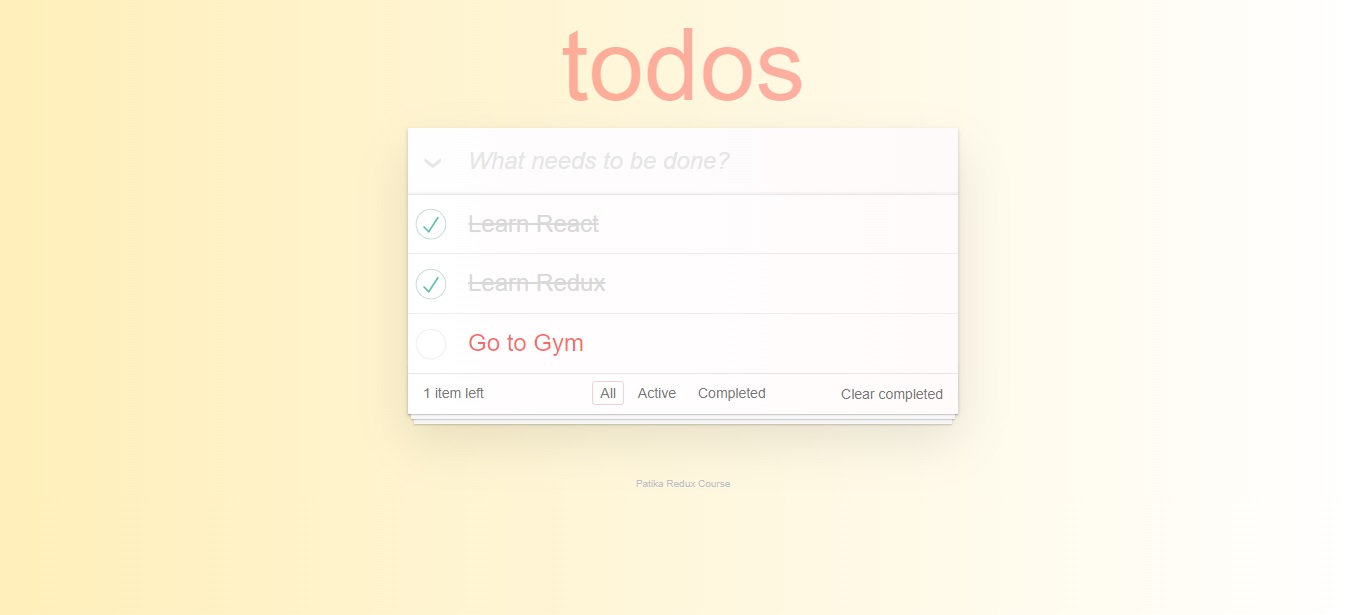 todos
What needs to be done?
Learn React
Learn Redux
Go to Gym
1 item left All Active Completed Clear completed
Patika Redux Course